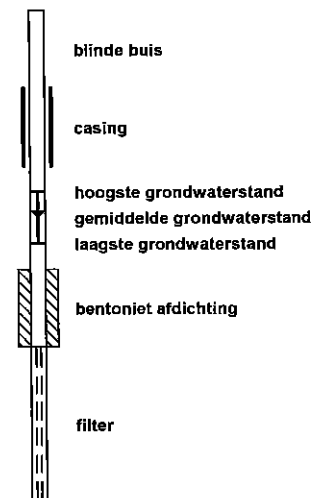 blinde buis
casing
hoogste grondwaterstand
gemiddelde grondwaterstand
laagste grondwaterstand
bentoniet afdichting
filter